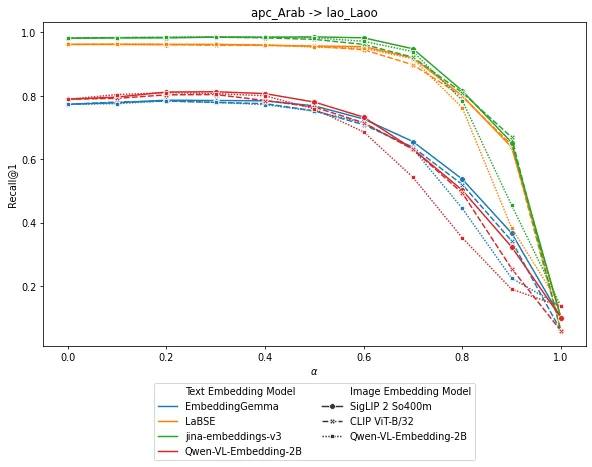 apc_Arab -> lao_Laoo
1.0
0.8
0.6
0.4
0.2
Recall@1
0.0 0.2 0.4 0.6 0.8 1.0
α
Text Embedding Model
EmbeddingGemma
LaBSE
jina-embeddings-v3
Qwen-VL-Embedding-2B
Image Embedding Model
SigLIP 2 So400m
CLIP ViT-B/32
Qwen-VL-Embedding-2B